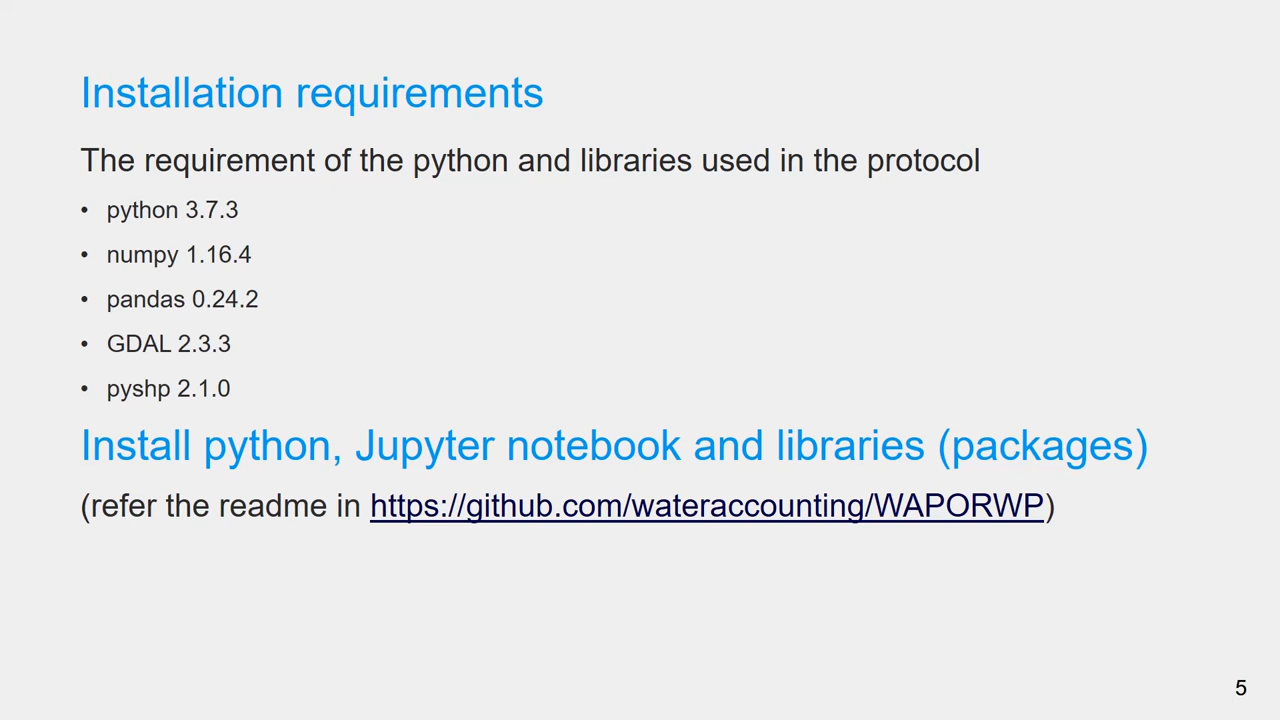 Installation requirements
The requirement of the python and libraries used in the protocol
• python 3.7.3
• numpy 1.16.4
• pandas 0.24.2
• GDAL 2.3.3
• pyshp 2.1.0
Install python, Jupyter notebook and libraries (packages)
(refer the readme in https://github.com/wateraccounting/WAPORWP)
5